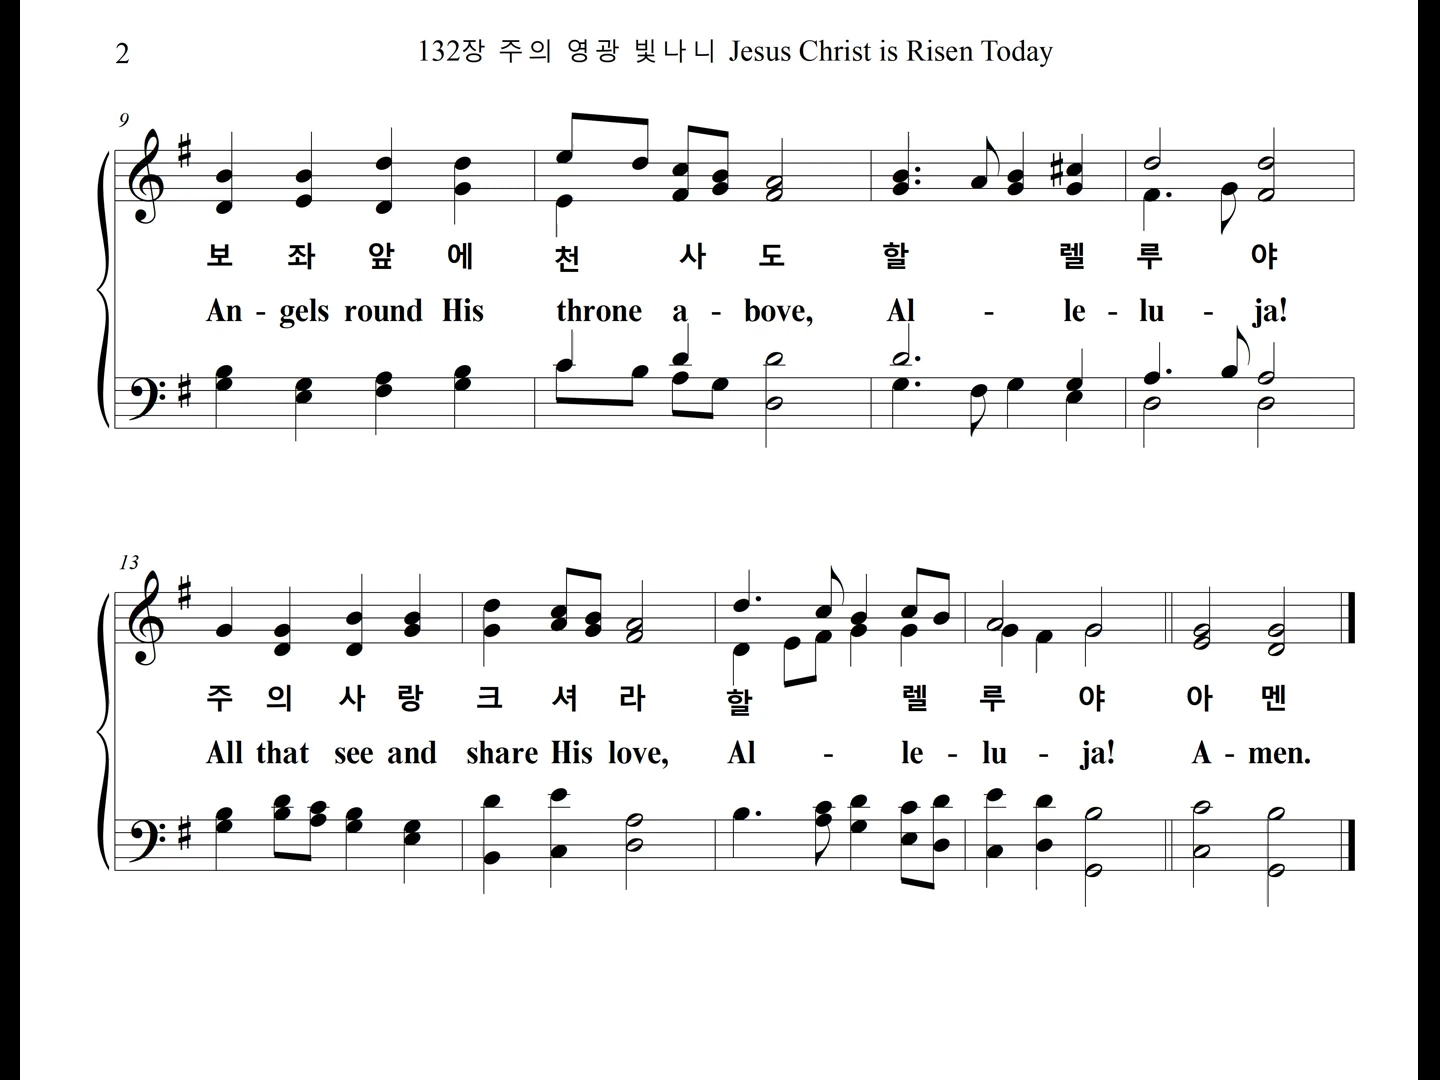 2
132장 주의 영광 빛나니 Jesus Christ is Risen Today
9
보 좌 앞 에 천 사 도 할 렐 루 야
An - gels round His throne a - bove, Al - le - lu - ja!
13
주 의 사 랑 크 셔 라 할 렐 루 야 아 멘
All that see and share His love, Al - le - lu - ja! A - men.